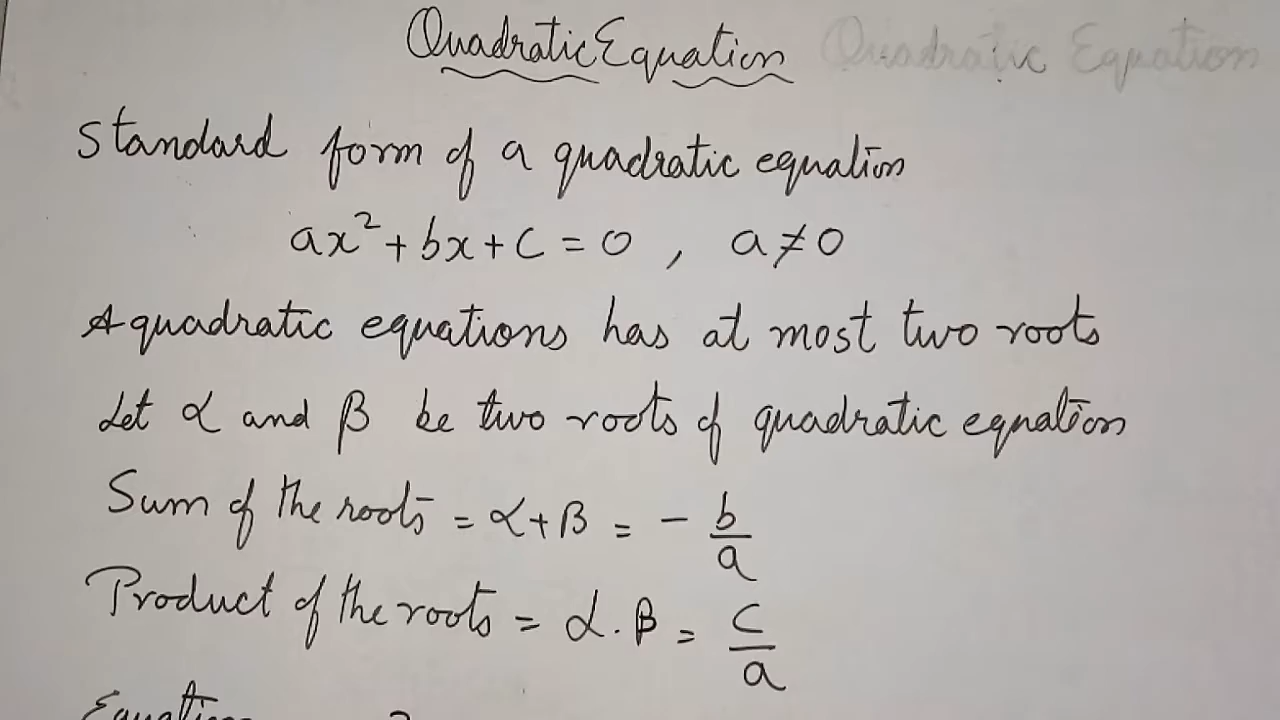 Quadratic Equation Quadratic Equation
Standard form of a quadratic equation
ax² + bx + c = 0 , a ≠ 0
A quadratic equations has at most two roots
Let α and β be two roots of quadratic equation
Sum of the roots = α + β = - b/a
Product of the roots = α . β = c/a
Equation